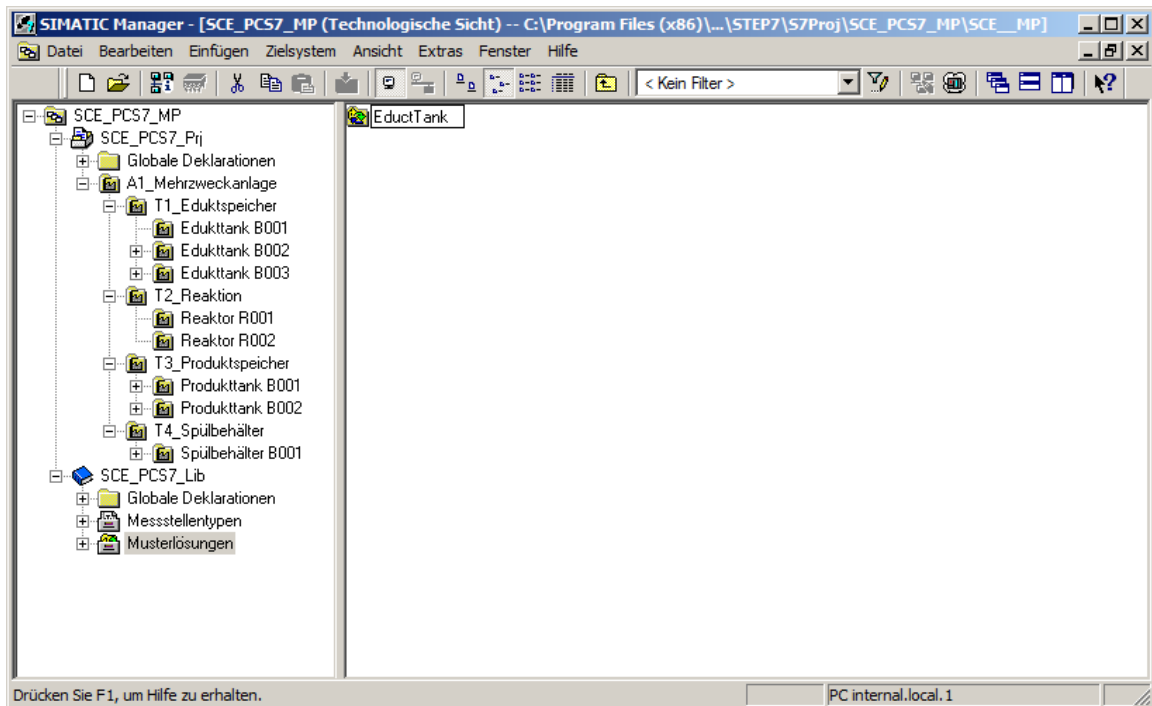 SIMATIC Manager - [SCE_PCS7_MP (Technologische Sicht) -- C:\Program Files (x86)\...\STEP7\S7Proj\SCE_PCS7_MP\SCE__MP]
Datei Bearbeiten Einfügen Zielsystem Ansicht Extras Fenster Hilfe
< Kein Filter >
SCE_PCS7_MP
SCE_PCS7_Prj
Globale Deklarationen
A1_Mehrzweckanlage
T1_Eduktspeicher
Edukttank B001
Edukttank B002
Edukttank B003
T2_Reaktion
Reaktor R001
Reaktor R002
T3_Produktspeicher
Produkttank B001
Produkttank B002
T4_Spülbehälter
Spülbehälter B001
SCE_PCS7_Lib
Globale Deklarationen
Messstellentypen
Musterlösungen
EductTank
Drücken Sie F1, um Hilfe zu erhalten.
PC internal.local.1